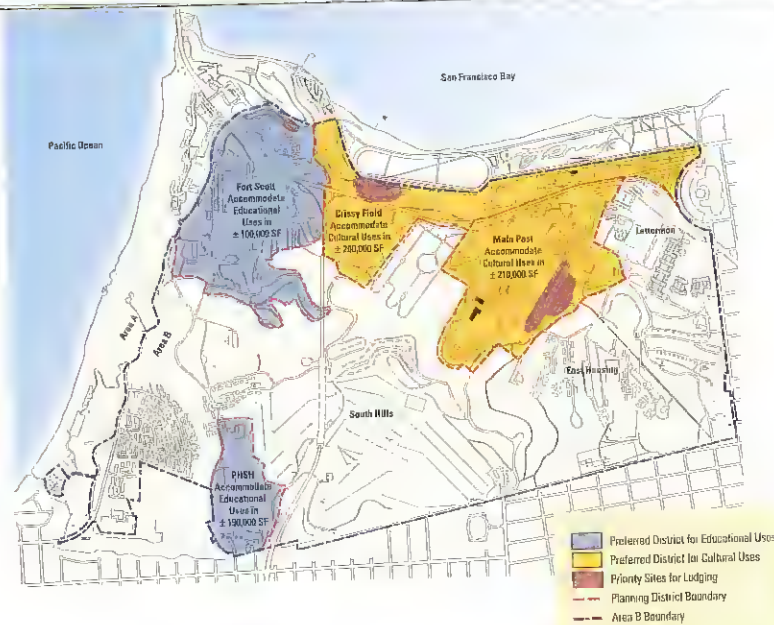 San Francisco Bay
Pacific Ocean
Fort Scott
Accommodate
Educational
Uses in
± 100,000 SF
Crissy Field
Accommodate
Cultural Uses in
± 200,000 SF
Main Post
Accommodate
Cultural Uses in
± 210,000 SF
Letterman
Area A
Area B
East Housing
South Hills
PHSH
Accommodate
Educational
Uses in
± 190,000 SF
Preferred District for Educational Uses
Preferred District for Cultural Uses
Priority Sites for Lodging
Planning District Boundary
Area B Boundary